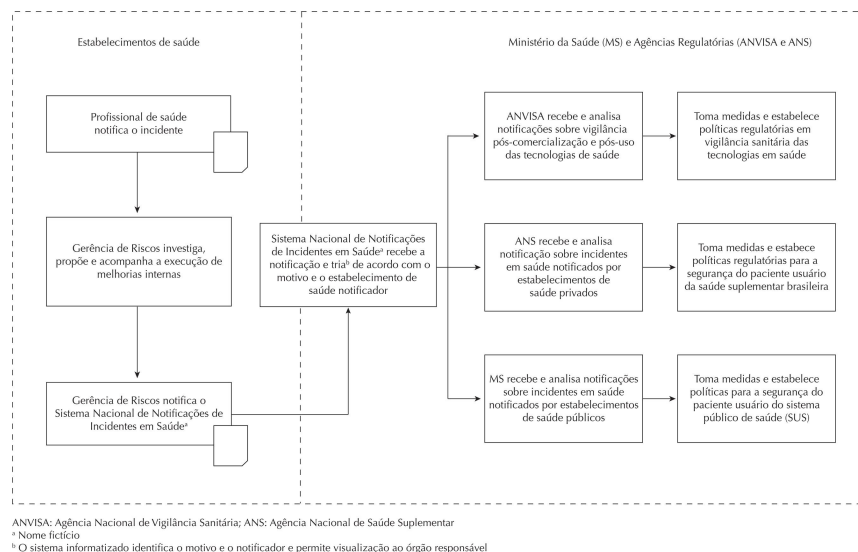 Estabelecimentos de saúde
Ministério da Saúde (MS) e Agências Regulatórias (ANVISA e ANS)
Profissional de saúde
notifica o incidente
Gerência de Riscos investiga,
propõe e acompanha a execução de
melhorias internas
Gerência de Riscos notifica o
Sistema Nacional de Notificações de
Incidentes em Saúdeᵃ
Sistema Nacional de Notificações
de Incidentes em Saúdeᵃ recebe a
notificação e triaᵇ de acordo com o
motivo e o estabelecimento de
saúde notificador
ANVISA recebe e analisa
notificações sobre vigilância
pós-comercialização e pós-uso
das tecnologias de saúde
Toma medidas e estabelece
políticas regulatórias em
vigilância sanitária das
tecnologias em saúde
ANS recebe e analisa
notificação sobre incidentes
em saúde notificados por
estabelecimentos de
saúde privados
Toma medidas e estabece
políticas regulatórias para a
segurança do paciente usuário
da saúde suplementar brasileira
MS recebe e analisa notificações
sobre incidentes em saúde
notificados por estabelecimentos
de saúde públicos
Toma medidas e estabelece
políticas para a segurança do
paciente usuário do sistema
público de saúde (SUS)
ANVISA: Agência Nacional de Vigilância Sanitária; ANS: Agência Nacional de Saúde Suplementar
ᵃ Nome fictício
ᵇ O sistema informatizado identifica o motivo e o notificador e permite visualização ao órgão responsável